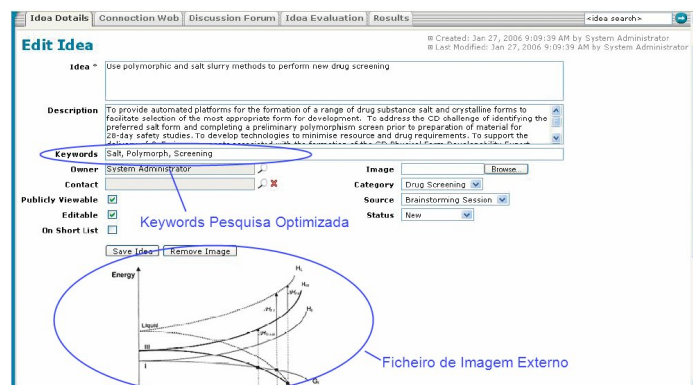 Idea Details Connection Web Discussion Forum Idea Evaluation Results <idea search>
Edit Idea
Created: Jan 27, 2006 9:09:39 AM by System Administrator
Last Modified: Jan 27, 2006 9:09:39 AM by System Administrator
Idea * Use polymorphic and salt slurry methods to perform new drug screening
Description To provide automated platforms for the formation of a range of drug substance salt and crystalline forms to
facilitate selection of the most appropriate form for development. To address the CD challenge of identifying the
preferred salt form and completing a preliminary polymorphism screen prior to preparation of material for
28-day safety studies. To develop technologies to minimise resource and drug requirements. To support the
Keywords Salt, Polymorph, Screening
Owner System Administrator
Image Browse...
Contact
Category Drug Screening
Publicly Viewable
Source Brainstorming Session
Editable
Status New
On Short List
Keywords Pesquisa Optimizada
Save Idea Remove Image
Energy
Liquid
III
I
Ficheiro de Imagem Externo